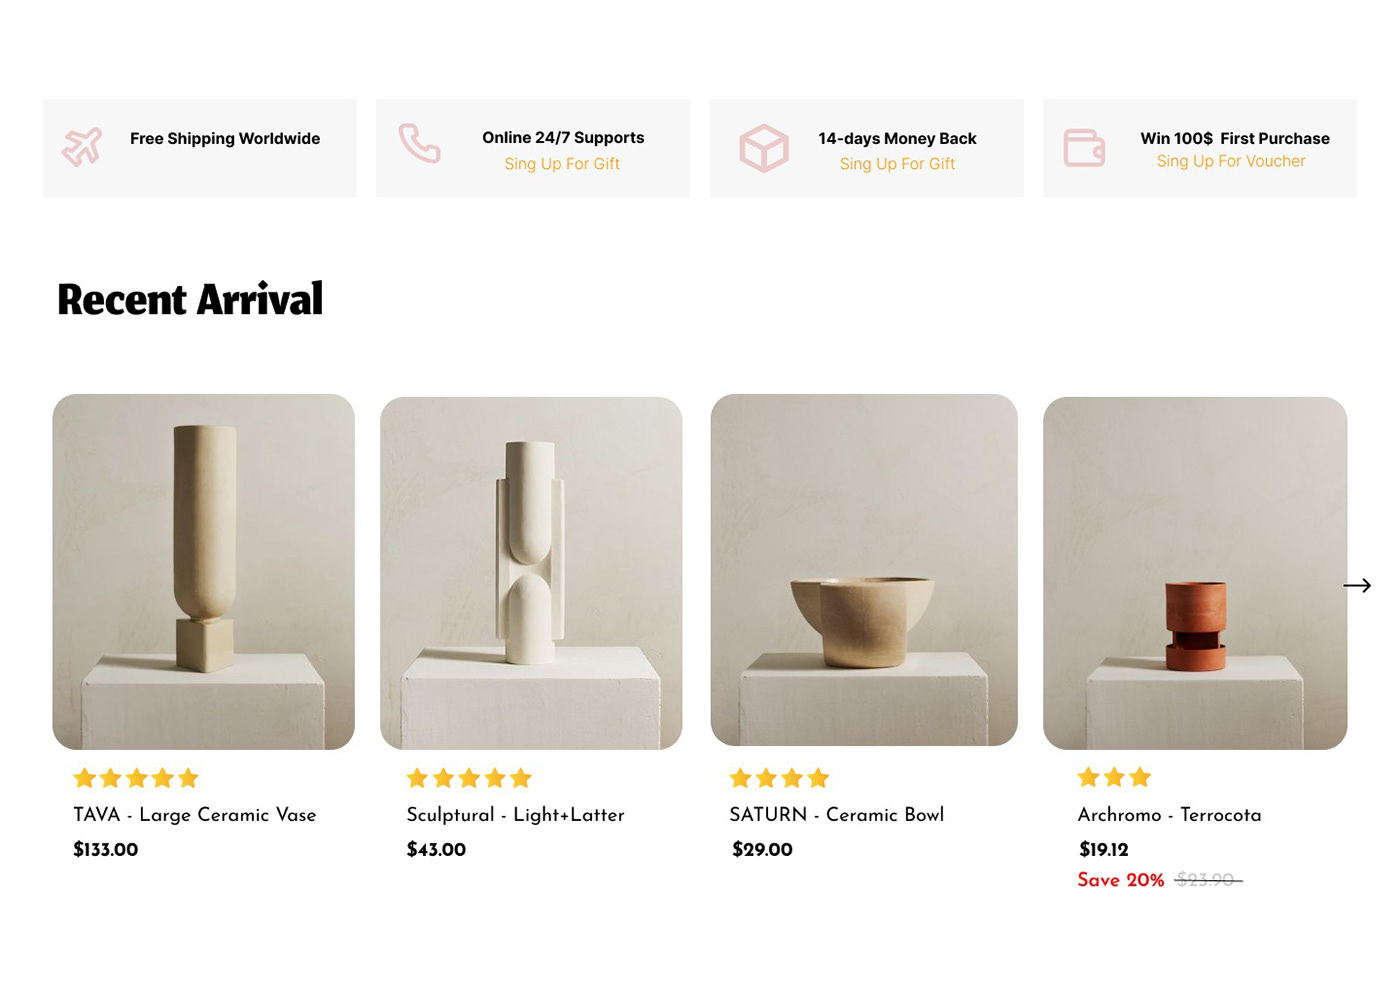 Free Shipping Worldwide
Online 24/7 Supports
Sing Up For Gift
14-days Money Back
Sing Up For Gift
Win 100$ First Purchase
Sing Up For Voucher
Recent Arrival
TAVA - Large Ceramic Vase
$133.00
Sculptural - Light+Latter
$43.00
SATURN - Ceramic Bowl
$29.00
Archromo - Terrocota
$19.12
Save 20% $23.90